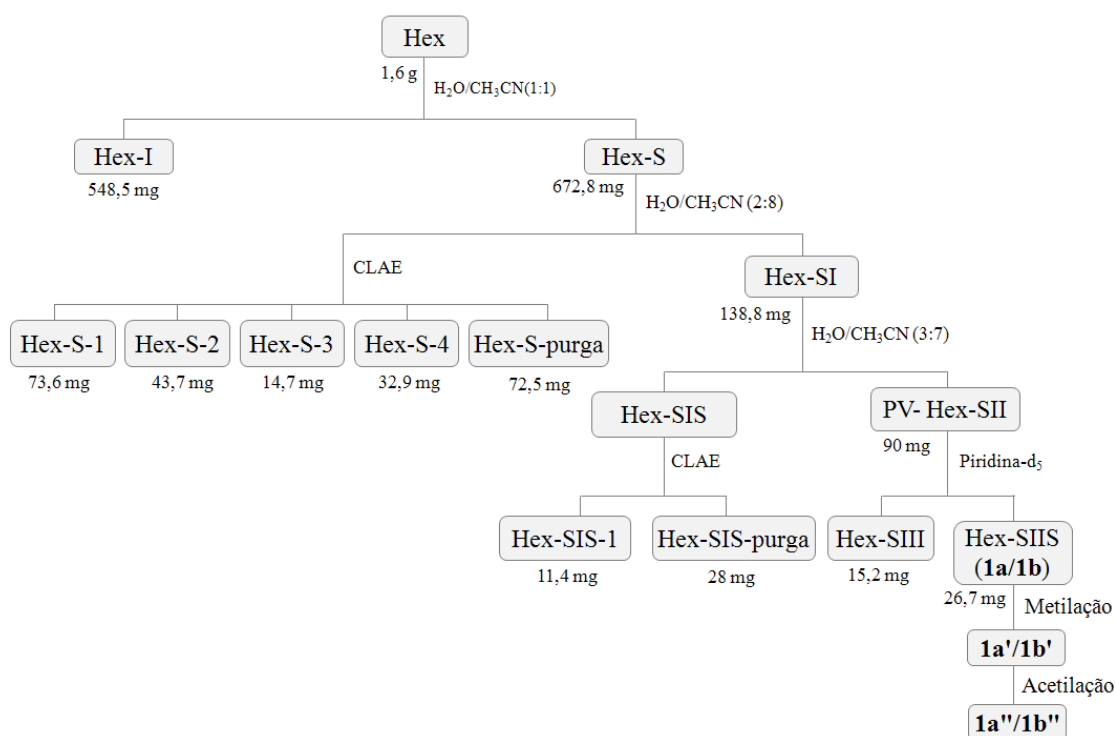 Hex
1,6 g
H₂O/CH₃CN(1:1)
Hex-I
Hex-S
548,5 mg
672,8 mg
H₂O/CH₃CN (2:8)
CLAE
Hex-SI
138,8 mg
Hex-S-1
Hex-S-2
Hex-S-3
Hex-S-4
Hex-S-purga
73,6 mg
43,7 mg
14,7 mg
32,9 mg
72,5 mg
H₂O/CH₃CN (3:7)
Hex-SIS
PV- Hex-SII
90 mg
CLAE
Piridina-d₅
Hex-SIS-1
Hex-SIS-purga
Hex-SIII
Hex-SIIS
(1a/1b)
11,4 mg
28 mg
15,2 mg
26,7 mg
Metilação
1a'/1b'
Acetilação
1a"/1b"